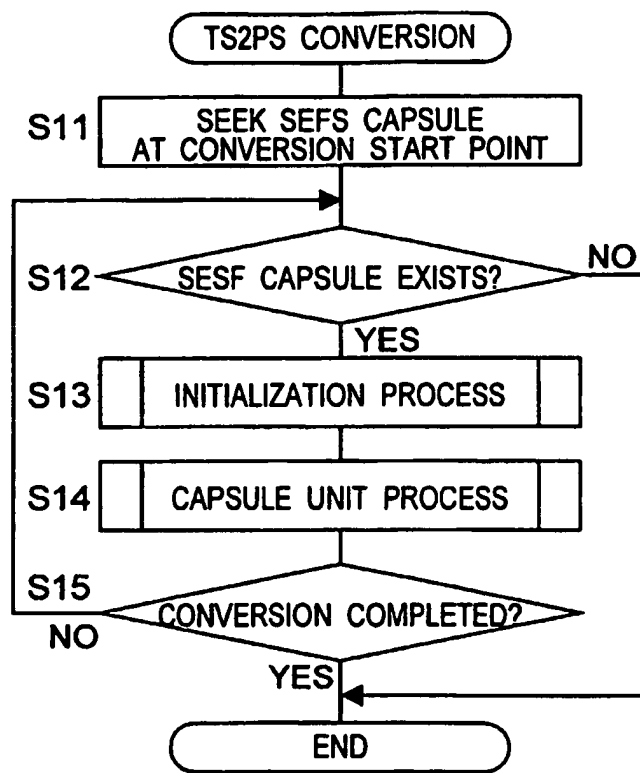 TS2PS CONVERSION
S11
SEEK SEFS CAPSULE
AT CONVERSION START POINT
S12
SESF CAPSULE EXISTS?
NO
YES
S13
INITIALIZATION PROCESS
S14
CAPSULE UNIT PROCESS
S15
CONVERSION COMPLETED?
NO
YES
END